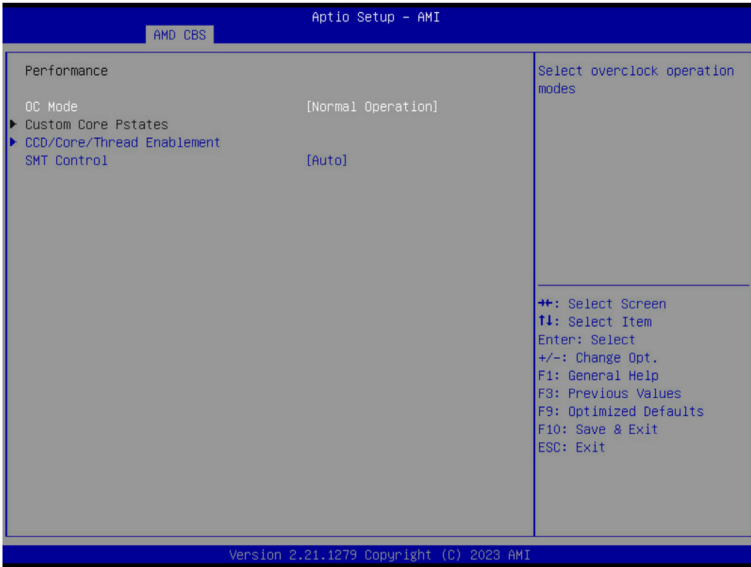 Aptio Setup – AMI
AMD CBS
Performance
OC Mode [Normal Operation]
Custom Core Pstates
CCD/Core/Thread Enablement
SMT Control [Auto]
Select overclock operation
modes
→←: Select Screen
↑↓: Select Item
Enter: Select
+/-: Change Opt.
F1: General Help
F3: Previous Values
F9: Optimized Defaults
F10: Save & Exit
ESC: Exit
Version 2.21.1279 Copyright (C) 2023 AMI